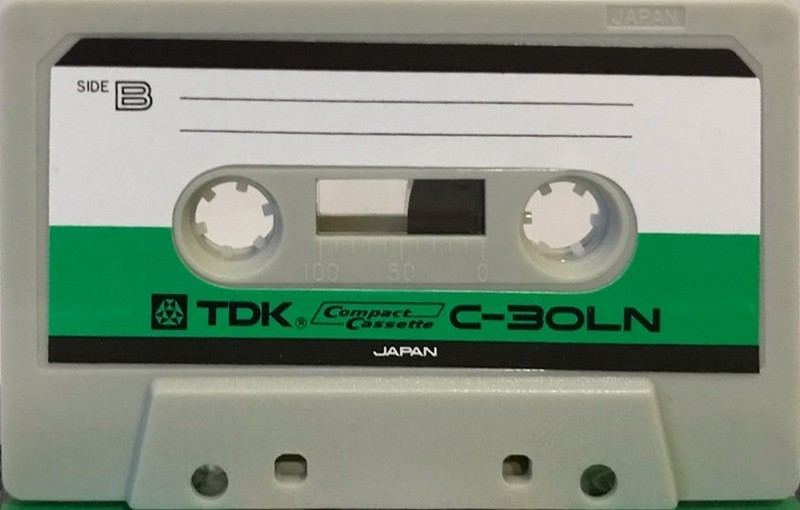 JAPAN
SIDE B
100 50 0
TDK® Compact Cassette C-30LN
JAPAN